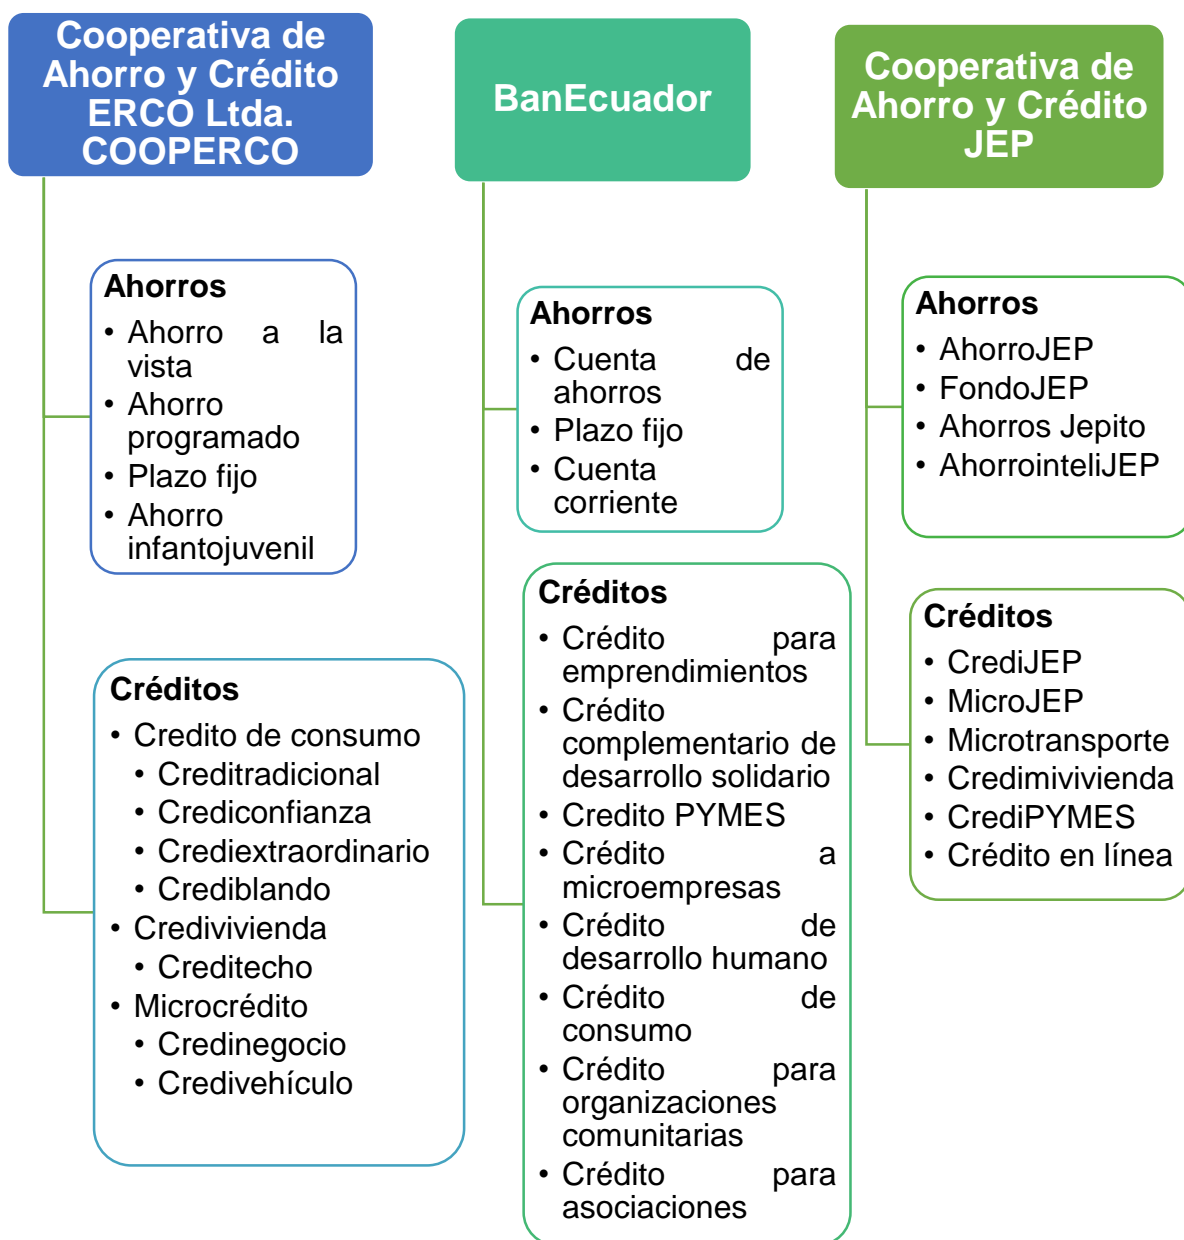 Cooperativa de
Ahorro y Crédito
ERCO Ltda.
COOPERCO
Ahorros
• Ahorro a la
vista
• Ahorro
programado
• Plazo fijo
• Ahorro
infantojuvenil
Créditos
• Credito de consumo
• Creditradicional
• Crediconfianza
• Crediextraordinario
• Crediblando
• Credivivienda
• Creditecho
• Microcrédito
• Credinegocio
• Credivehículo
BanEcuador
Ahorros
• Cuenta de
ahorros
• Plazo fijo
• Cuenta
corriente
Créditos
• Crédito para
emprendimientos
• Crédito
complementario de
desarrollo solidario
• Credito PYMES
• Crédito a
microempresas
• Crédito de
desarrollo humano
• Crédito de
consumo
• Crédito para
organizaciones
comunitarias
• Crédito para
asociaciones
Cooperativa de
Ahorro y Crédito
JEP
Ahorros
• AhorroJEP
• FondoJEP
• Ahorros Jepito
• AhorrointeliJEP
Créditos
• CrediJEP
• MicroJEP
• Microtransporte
• Credimivivienda
• CrediPYMES
• Crédito en línea